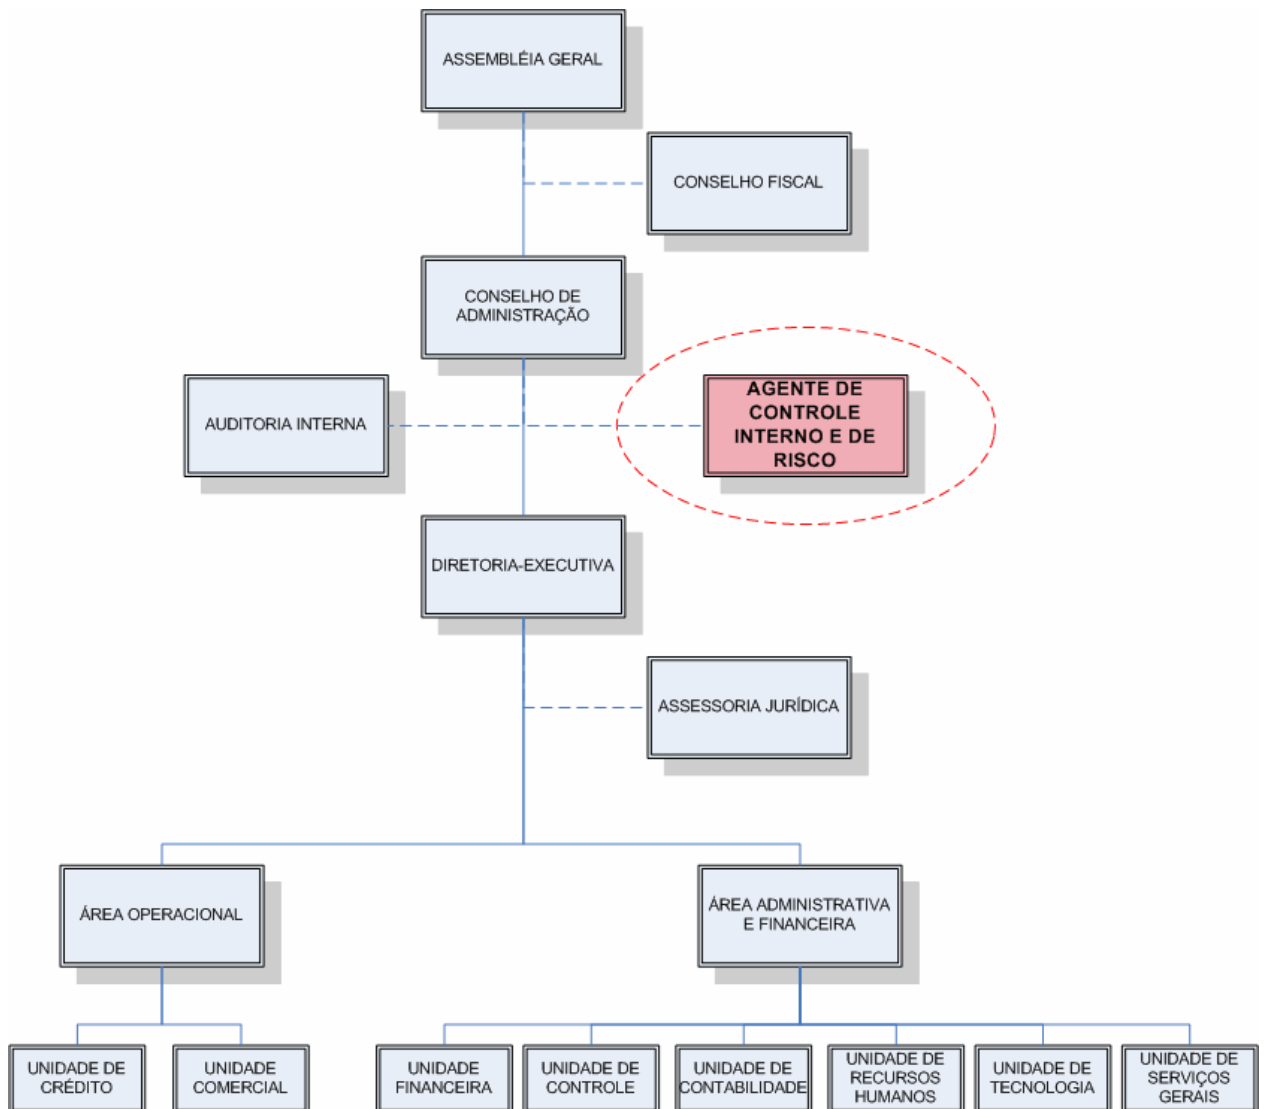 ASSEMBLÉIA GERAL
CONSELHO FISCAL
CONSELHO DE
ADMINISTRAÇÃO
AUDITORIA INTERNA
AGENTE DE
CONTROLE
INTERNO E DE
RISCO
DIRETORIA-EXECUTIVA
ASSESSORIA JURÍDICA
ÁREA OPERACIONAL
ÁREA ADMINISTRATIVA
E FINANCEIRA
UNIDADE DE
CRÉDITO
UNIDADE
COMERCIAL
UNIDADE
FINANCEIRA
UNIDADE DE
CONTROLE
UNIDADE DE
CONTABILIDADE
UNIDADE DE
RECURSOS
HUMANOS
UNIDADE DE
TECNOLOGIA
UNIDADE DE
SERVIÇOS
GERAIS